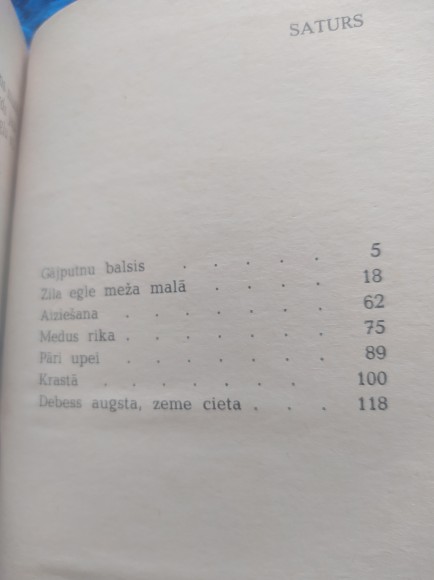 SATURS
Gājputnu balsis . . . . . 5
Zila egle meža malā . . . . 18
Aiziešana . . . . . . . 62
Medus rika . . . . . . . 75
Pāri upei . . . . . . . 89
Krastā . . . . . . . 100
Debess augsta, zeme cieta . . . 118